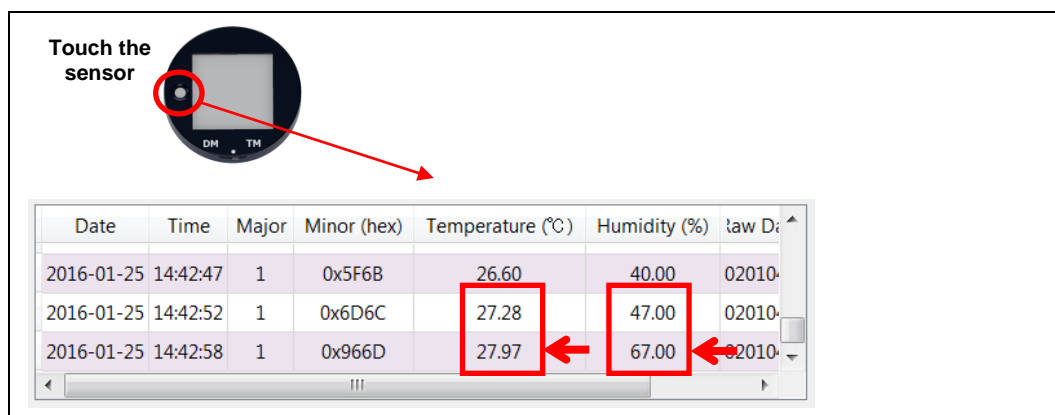 Touch the
sensor
DM TM
Date Time Major Minor (hex) Temperature (℃) Humidity (%)
2016-01-25 14:42:47 1 0x5F6B 26.60 40.00
2016-01-25 14:42:52 1 0x6D6C 27.28 47.00
2016-01-25 14:42:58 1 0x966D 27.97 67.00